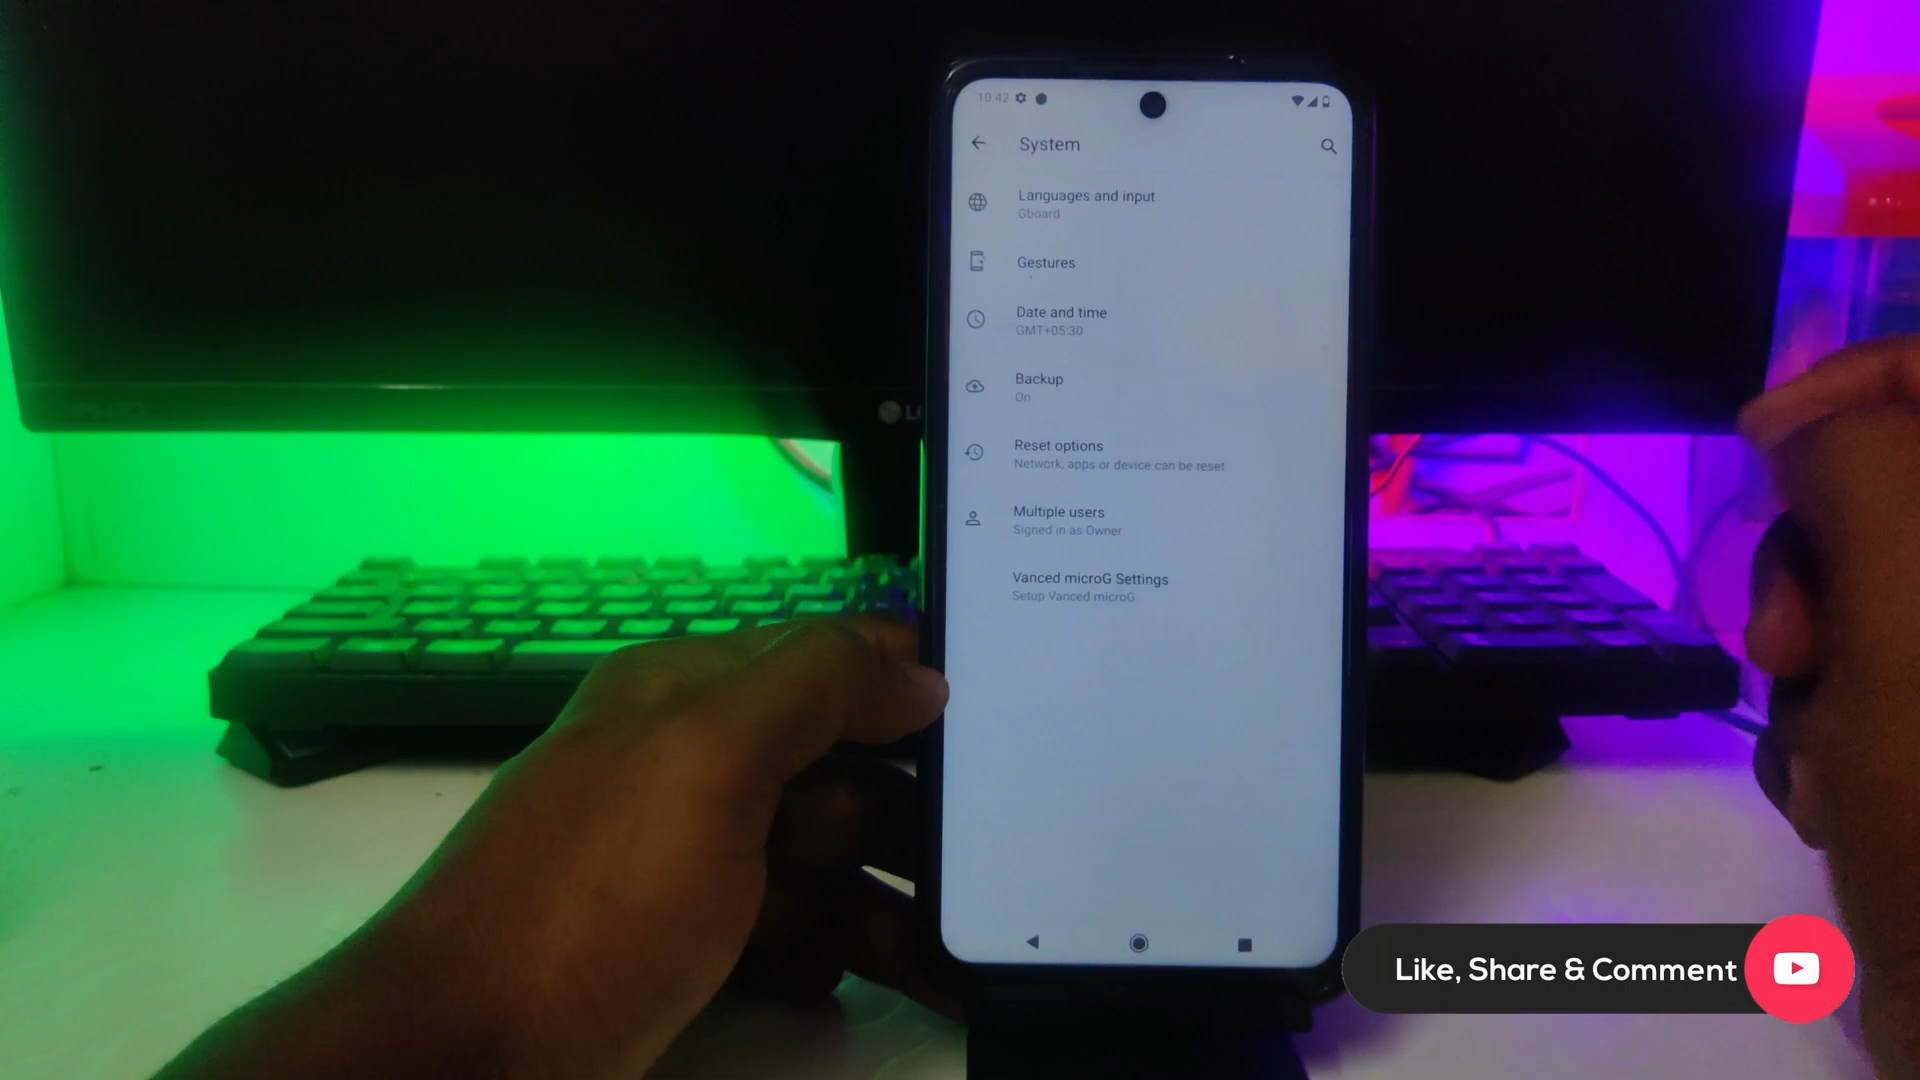 10:42
System
Languages and input
Gboard
Gestures
Date and time
GMT+05:30
Backup
On
Reset options
Network, apps or device can be reset
Multiple users
Signed in as Owner
Vanced microG Settings
Setup Vanced microG
Like, Share & Comment